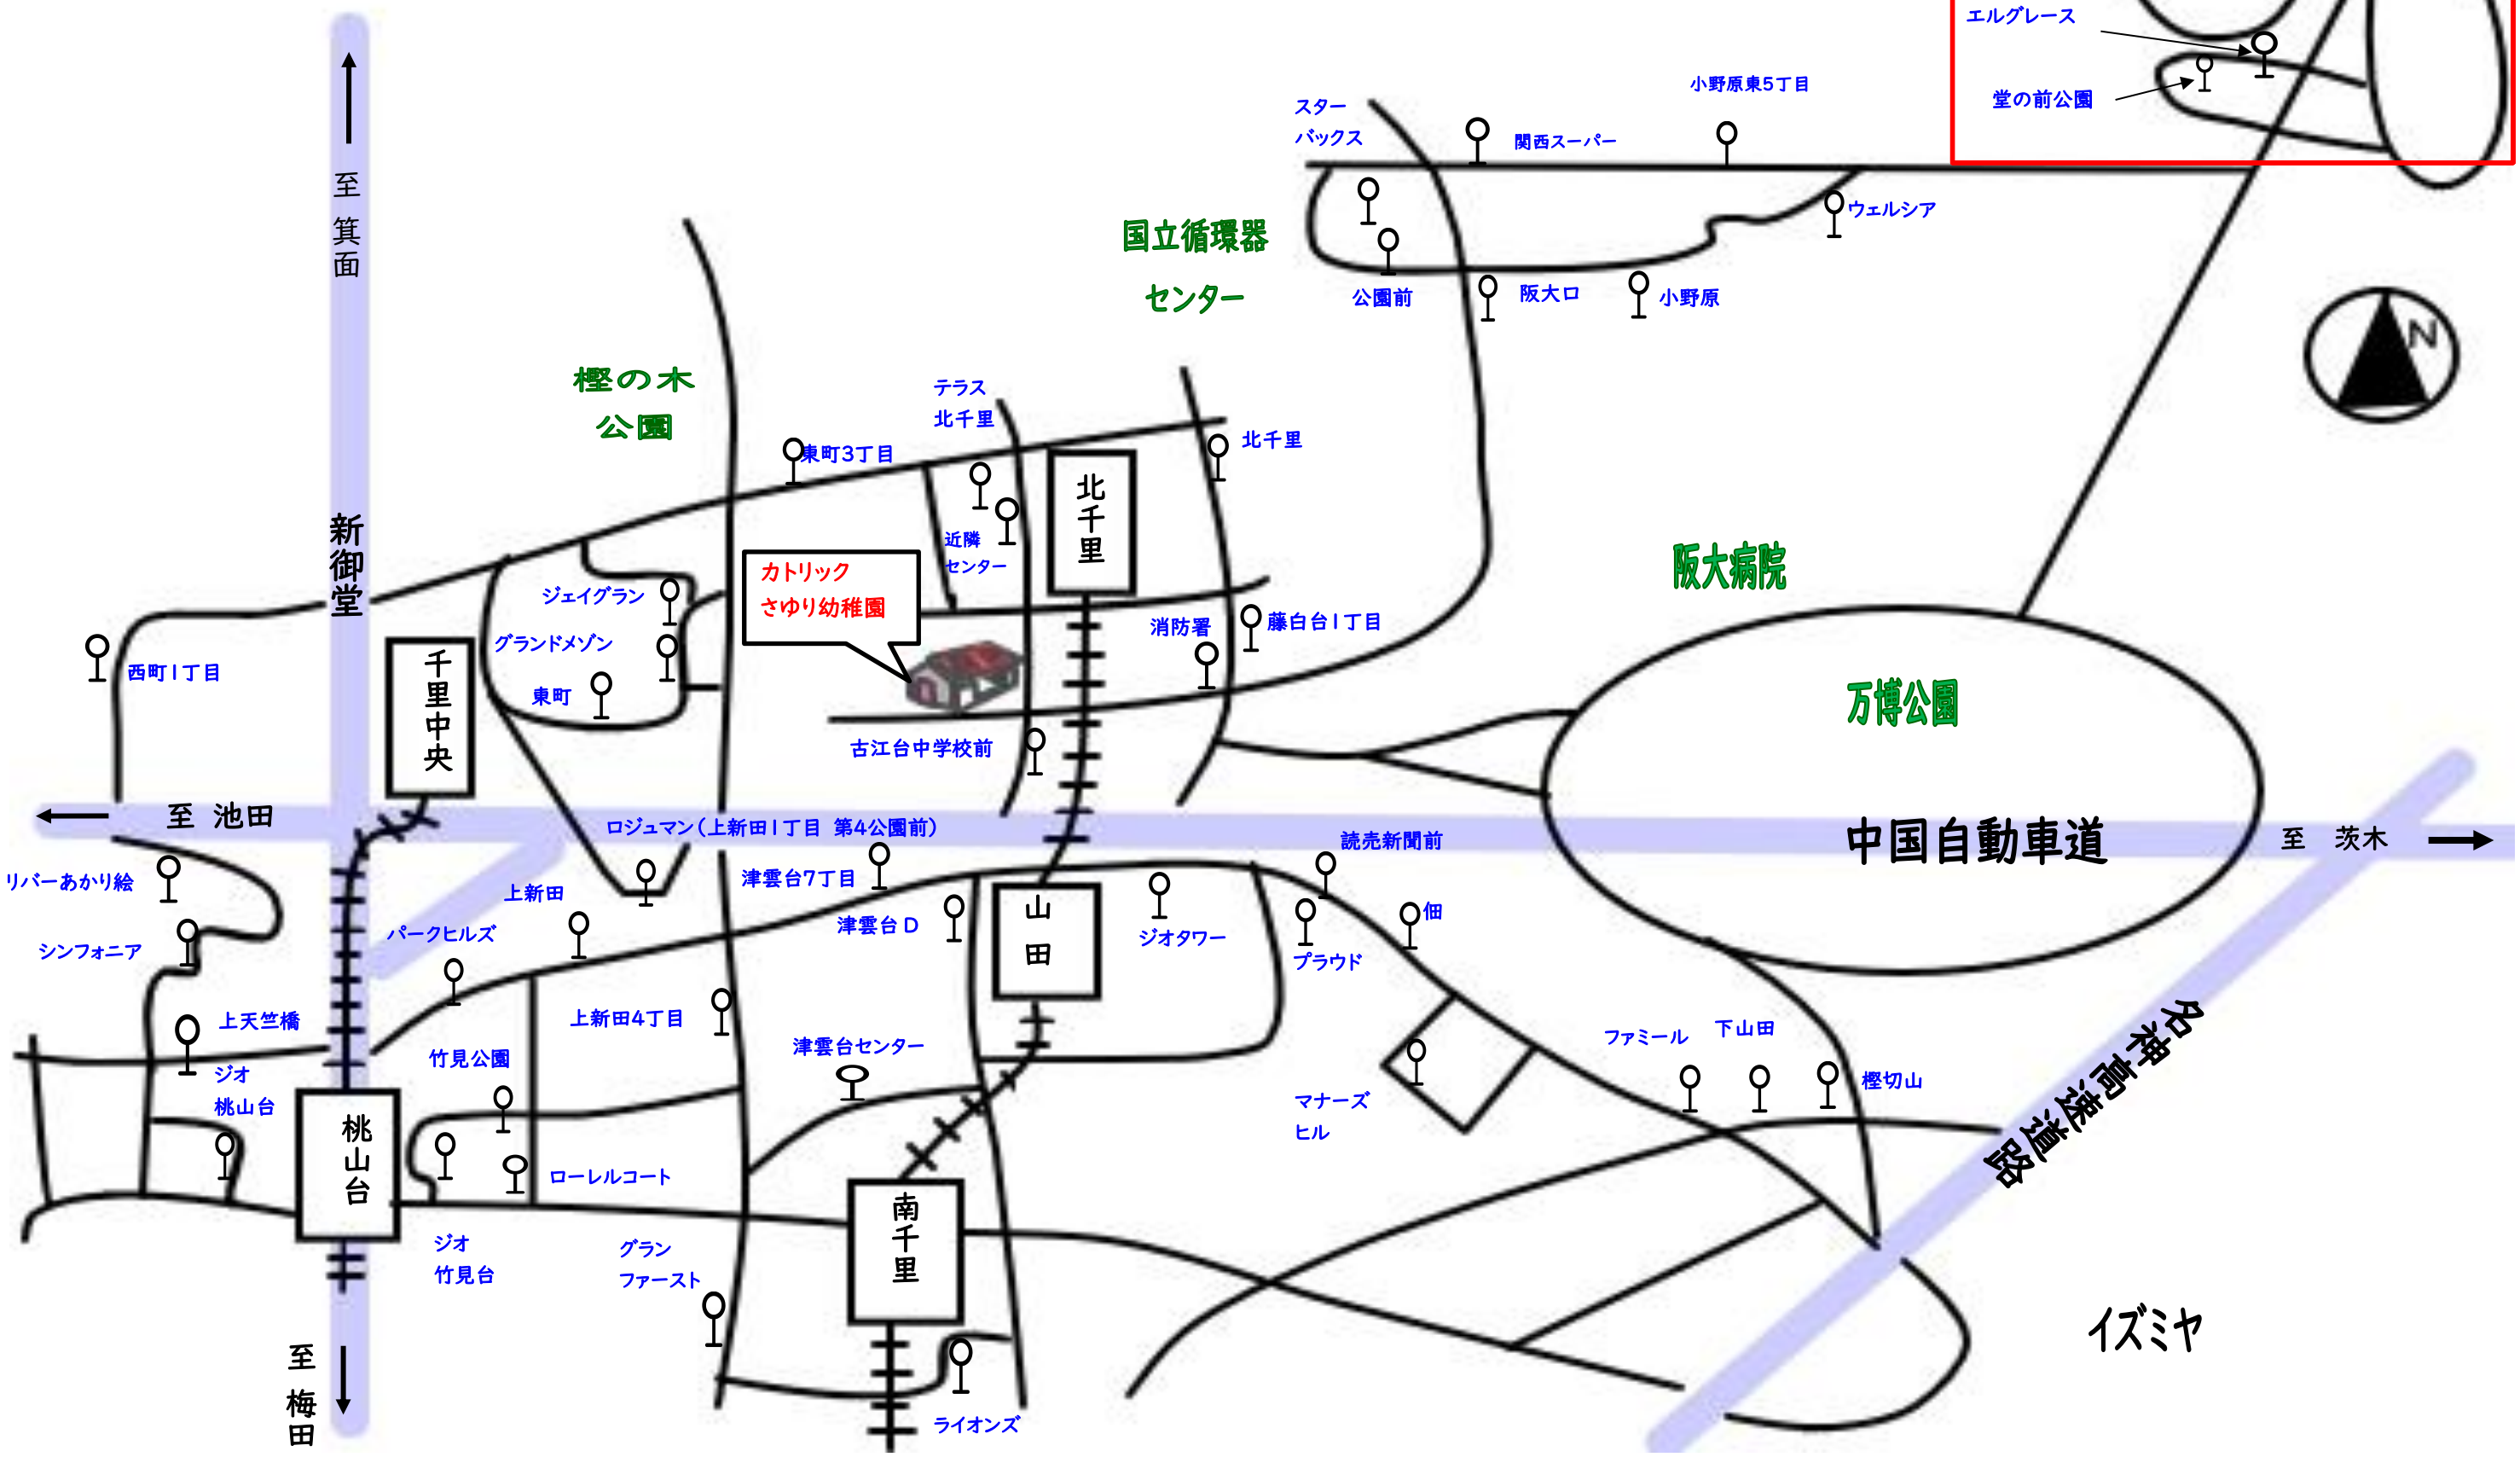 エルグレース
堂の前公園
小野原東5丁目
スター
バックス
関西スーパー
ウェルシア
国立循環器
センター
公園前
阪大口
小野原
至
箕
面
N
樫の木
公園
テラス
北千里
東町3丁目
北千里
北千里
近隣
センター
新御堂
カトリック
さゆり幼稚園
阪大病院
ジェイグラン
グランドメゾン
東町
西町1丁目
千里中央
消防署
藤白台1丁目
古江台中学校前
万博公園
至 池田
ロジュマン(上新田1丁目 第4公園前)
読売新聞前
中国自動車道
至 茨木
リバーあかり絵
シンフォニア
上新田
パークヒルズ
津雲台7丁目
津雲台D
山田
ジオタワー
プラウド
佃
上天竺橋
上新田4丁目
竹見公園
津雲台センター
ジオ
桃山台
桃山台
ローレルコート
マナーズ
ヒル
ファミール
下山田
樫切山
名神高速道路
ジオ
竹見台
グラン
ファースト
南千里
イズミヤ
至
梅
田
ライオンズ